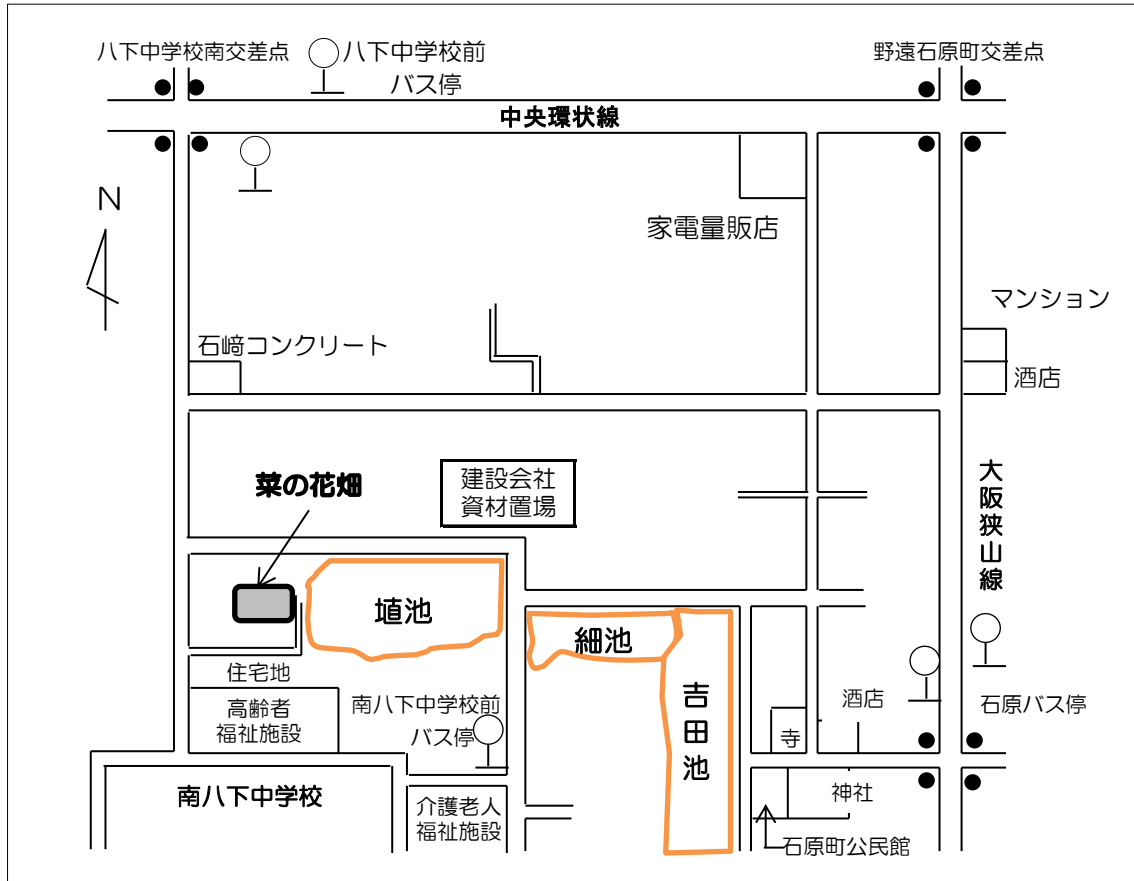 八下中学校南交差点
八下中学校前
バス停
野遠石原町交差点
中央環状線
N
家電量販店
マンション
石﨑コンクリート
酒店
菜の花畑
建設会社
資材置場
大阪狭山線
埴池
細池
住宅地
高齢者
福祉施設
南八下中学校前
バス停
吉田池
酒店
石原バス停
寺
南八下中学校
介護老人
福祉施設
神社
石原町公民館